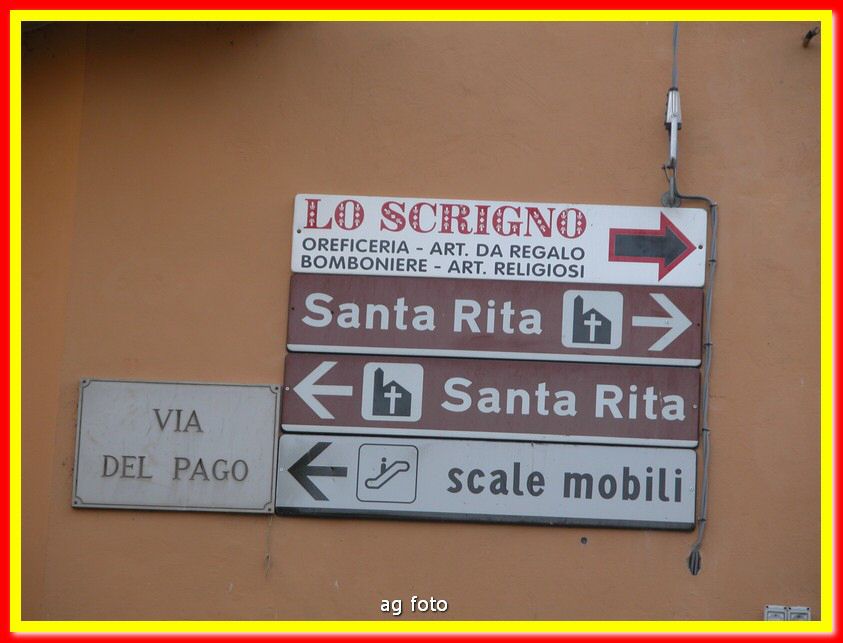 LO SCRIGNO
OREFICERIA - ART. DA REGALO
BOMBONIERE - ART. RELIGIOSI
Santa Rita
Santa Rita
scale mobili
VIA
DEL PAGO
ag foto